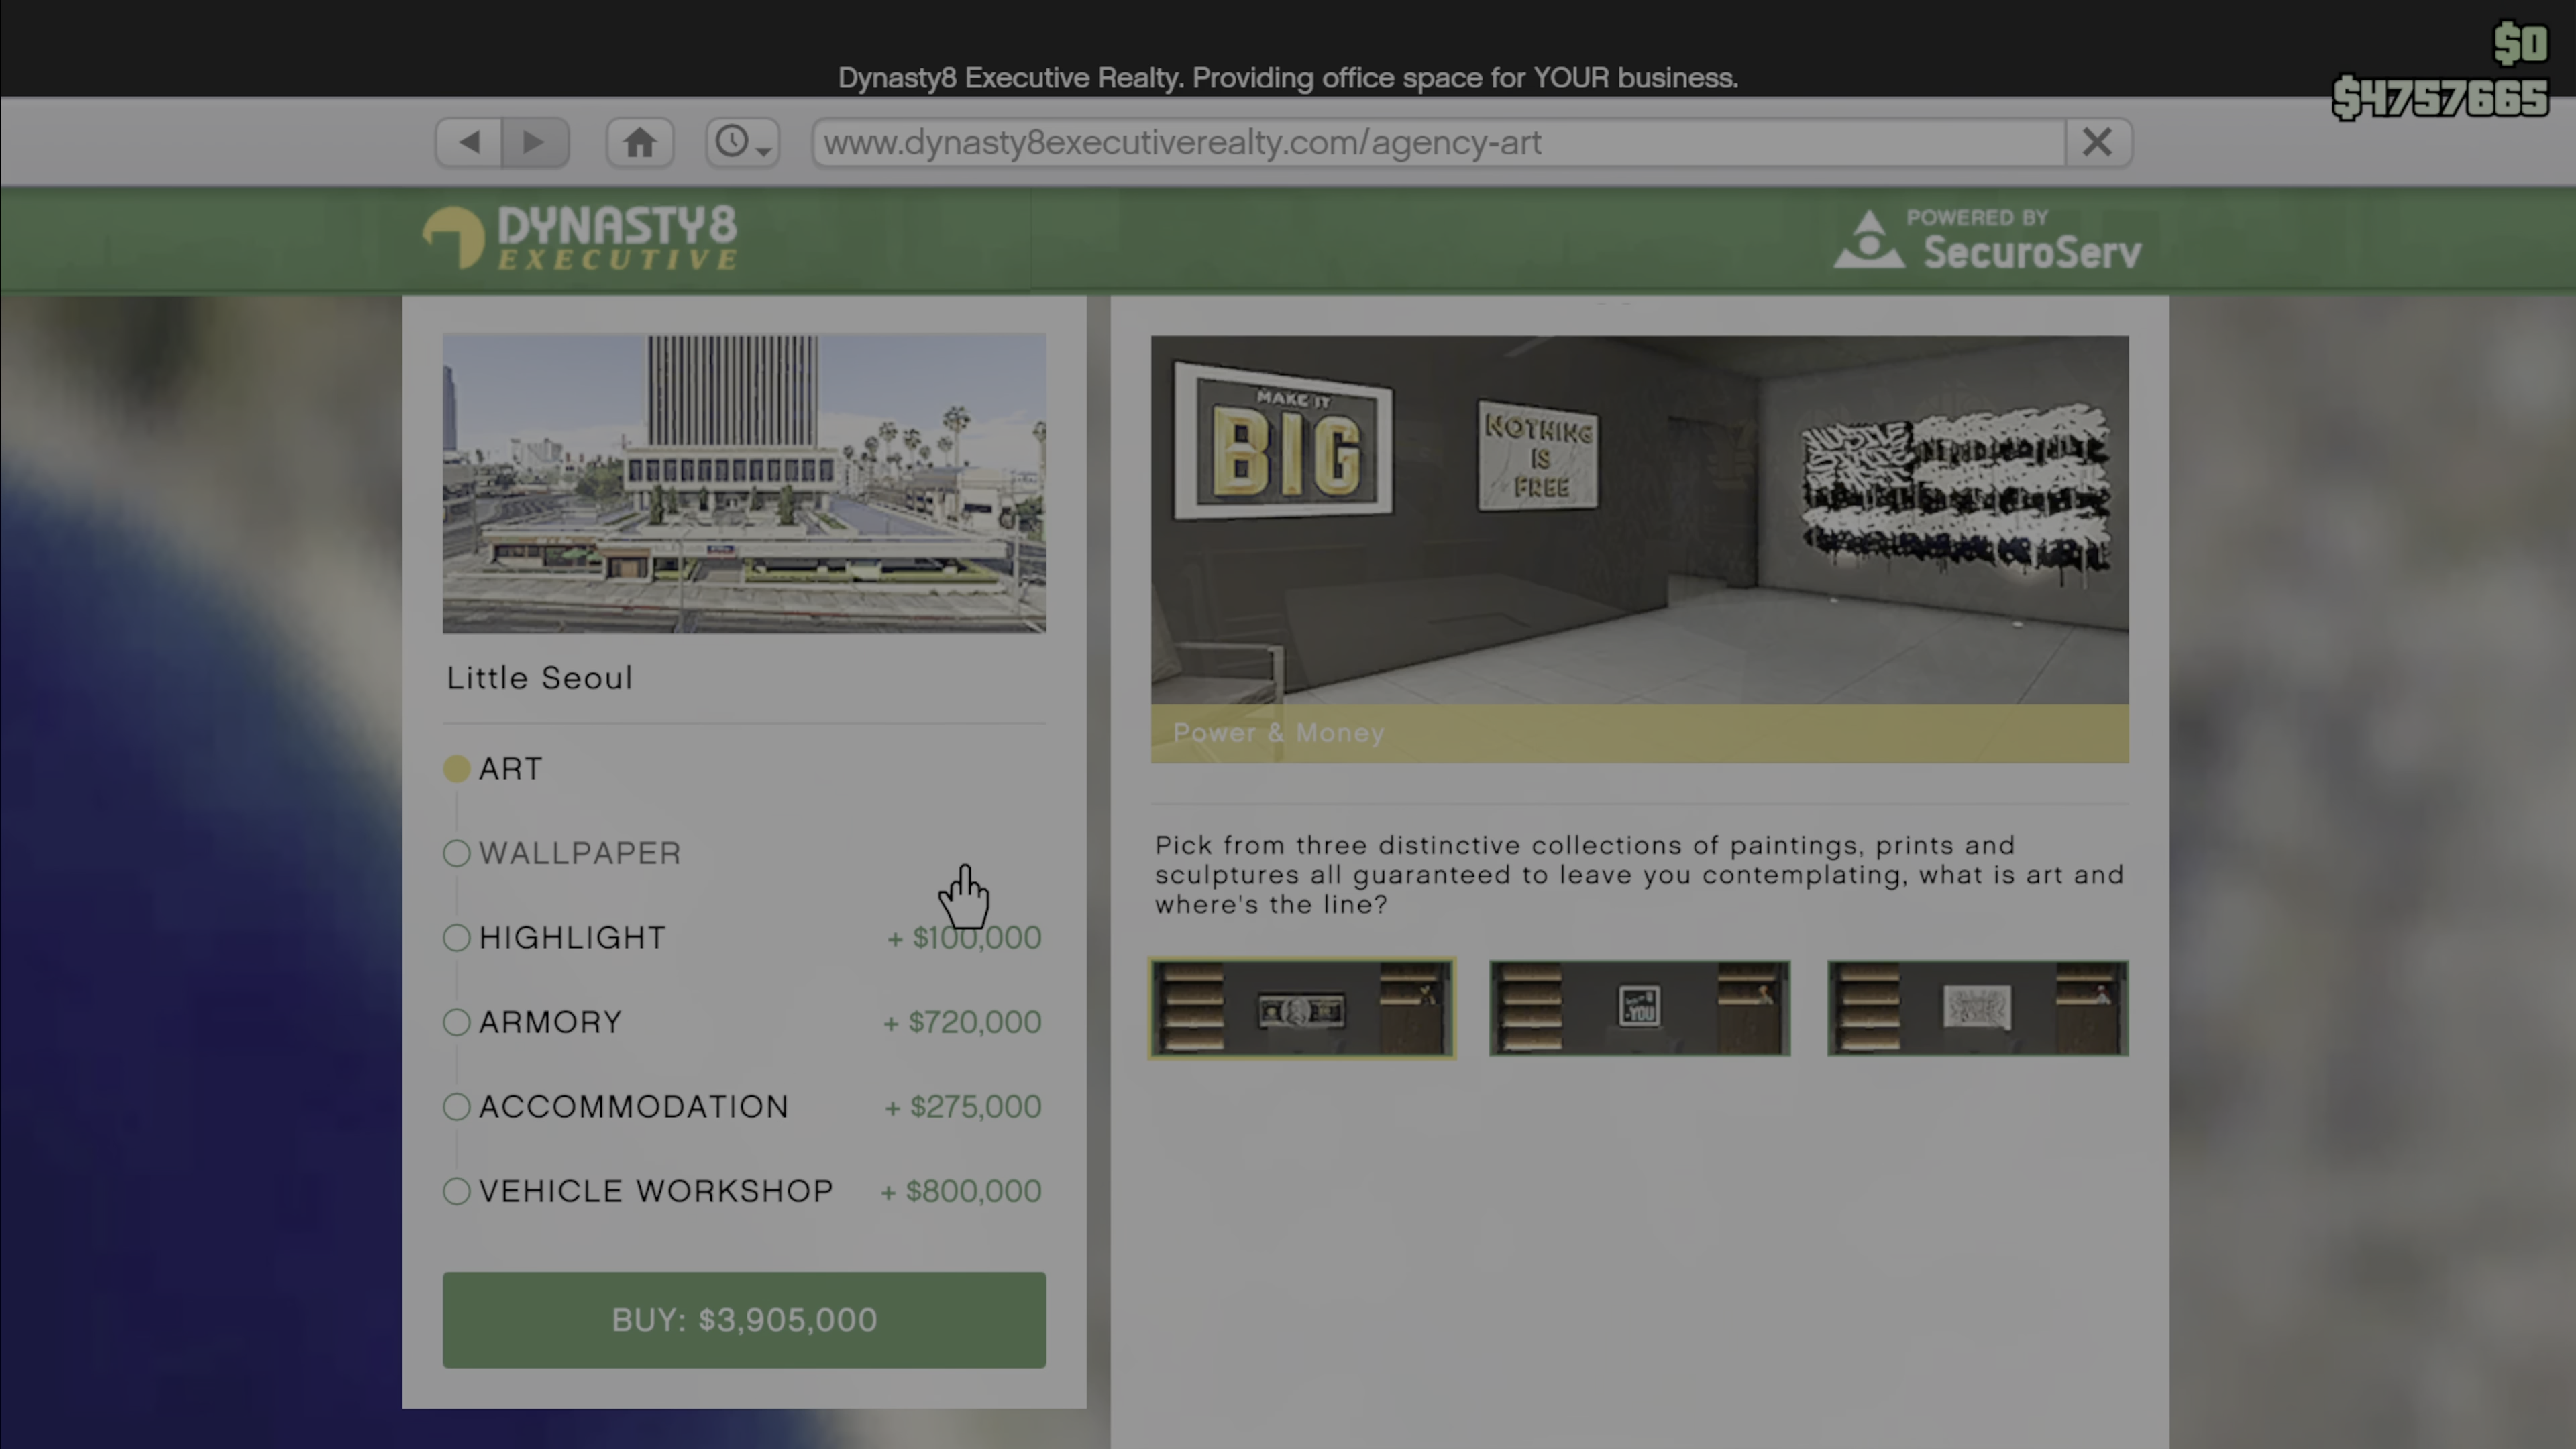 $0
Dynasty8 Executive Realty. Providing office space for YOUR business.
$4757665
www.dynasty8executiverealty.com/agency-art
DYNASTY8
EXECUTIVE
POWERED BY
SecuroServ
MAKE IT
BIG
NOTHING
IS
FREE
Little Seoul
Power & Money
ART
WALLPAPER
HIGHLIGHT + $100,000
ARMORY + $720,000
ACCOMMODATION + $275,000
VEHICLE WORKSHOP + $800,000
BUY: $3,905,000
Pick from three distinctive collections of paintings, prints and
sculptures all guaranteed to leave you contemplating, what is art and
where's the line?
YOU